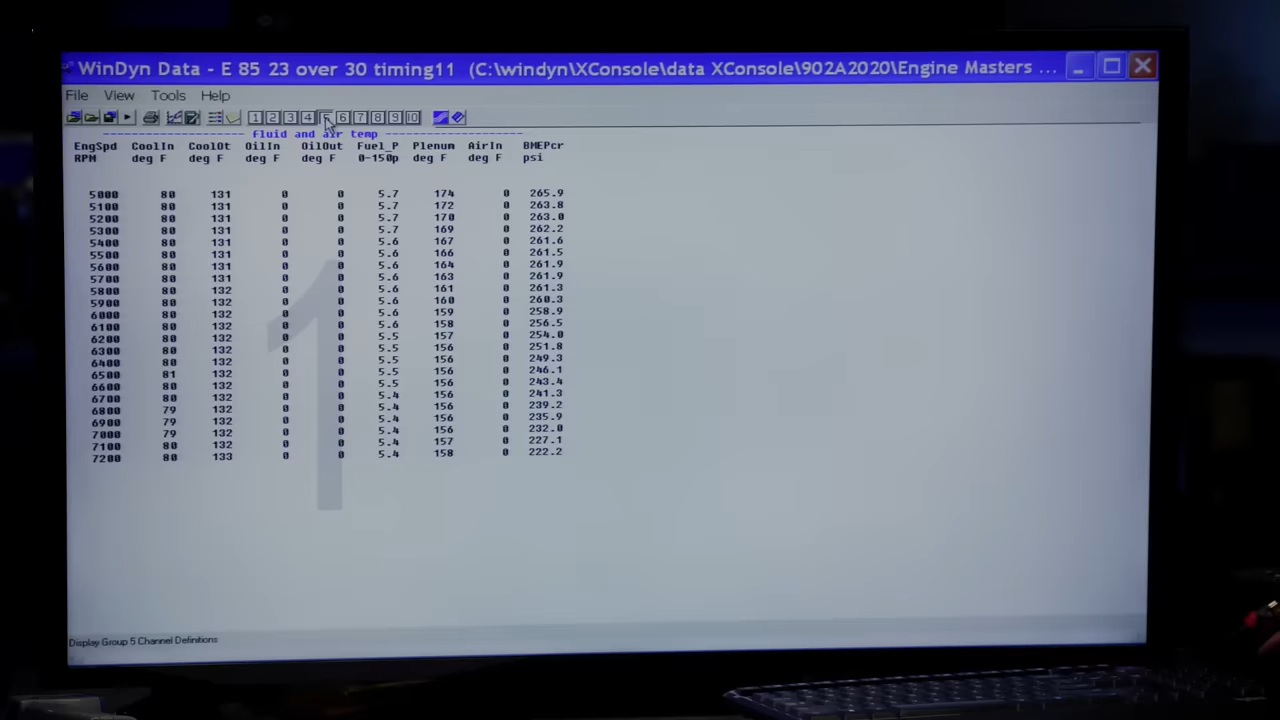 WinDyn Data - E 85 23 over 30 timing11 (C:\windyn\XConsole\data XConsole\902A2020\Engine Masters ...
File View Tools Help
1 2 3 4 5 6 7 8 9 10
fluid and air temp
EngSpd CoolIn CoolOt OilIn OilOut Fuel_P Plenum AirIn BMEPcr
RPM deg F deg F deg F deg F 0-150p deg F deg F psi
5000 80 131 0 0 5.7 174 0 265.9
5100 80 131 0 0 5.7 172 0 263.8
5200 80 131 0 0 5.7 170 0 263.0
5300 80 131 0 0 5.7 169 0 262.2
5400 80 131 0 0 5.6 167 0 261.6
5500 80 131 0 0 5.6 166 0 261.5
5600 80 131 0 0 5.6 164 0 261.9
5700 80 131 0 0 5.6 163 0 261.9
5800 80 132 0 0 5.6 161 0 261.3
5900 80 132 0 0 5.6 160 0 260.3
6000 80 132 0 0 5.6 159 0 258.9
6100 80 132 0 0 5.6 158 0 256.5
6200 80 132 0 0 5.5 157 0 254.0
6300 80 132 0 0 5.5 156 0 251.8
6400 80 132 0 0 5.5 156 0 249.3
6500 81 132 0 0 5.5 156 0 246.1
6600 80 132 0 0 5.5 156 0 243.4
6700 80 132 0 0 5.4 156 0 241.3
6800 79 132 0 0 5.4 156 0 239.2
6900 79 132 0 0 5.4 156 0 235.9
7000 79 132 0 0 5.4 156 0 232.0
7100 80 132 0 0 5.4 157 0 227.1
7200 80 133 0 0 5.4 158 0 222.2
1
Display Group 5 Channel Definitions